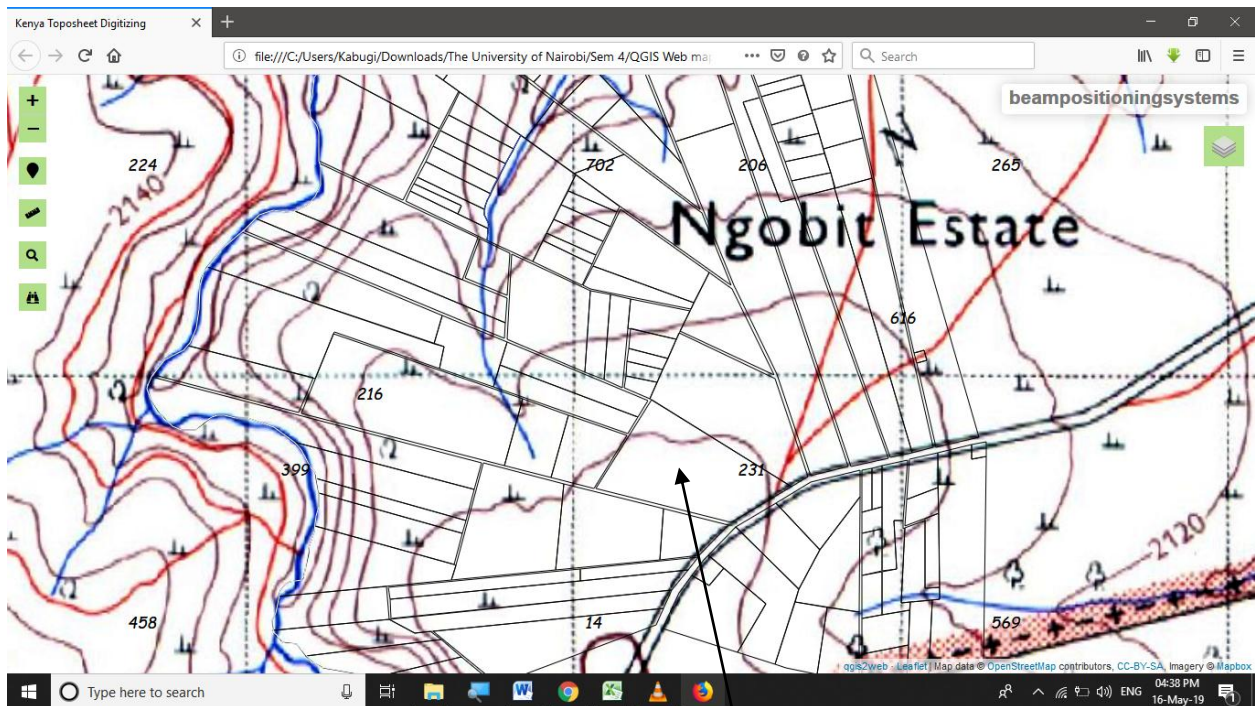 Kenya Toposheet Digitizing
file:///C:/Users/Kabugi/Downloads/The University of Nairobi/Sem 4/QGIS Web ma
Search
beampositioningsystems
224
702
206
N
265
2140
Ngobit Estate
616
216
399
231
2120
458
14
569
qgis2web · Leaflet | Map data © OpenStreetMap contributors, CC-BY-SA, Imagery © Mapbox
Type here to search
ENG
04:38 PM
16-May-19
1